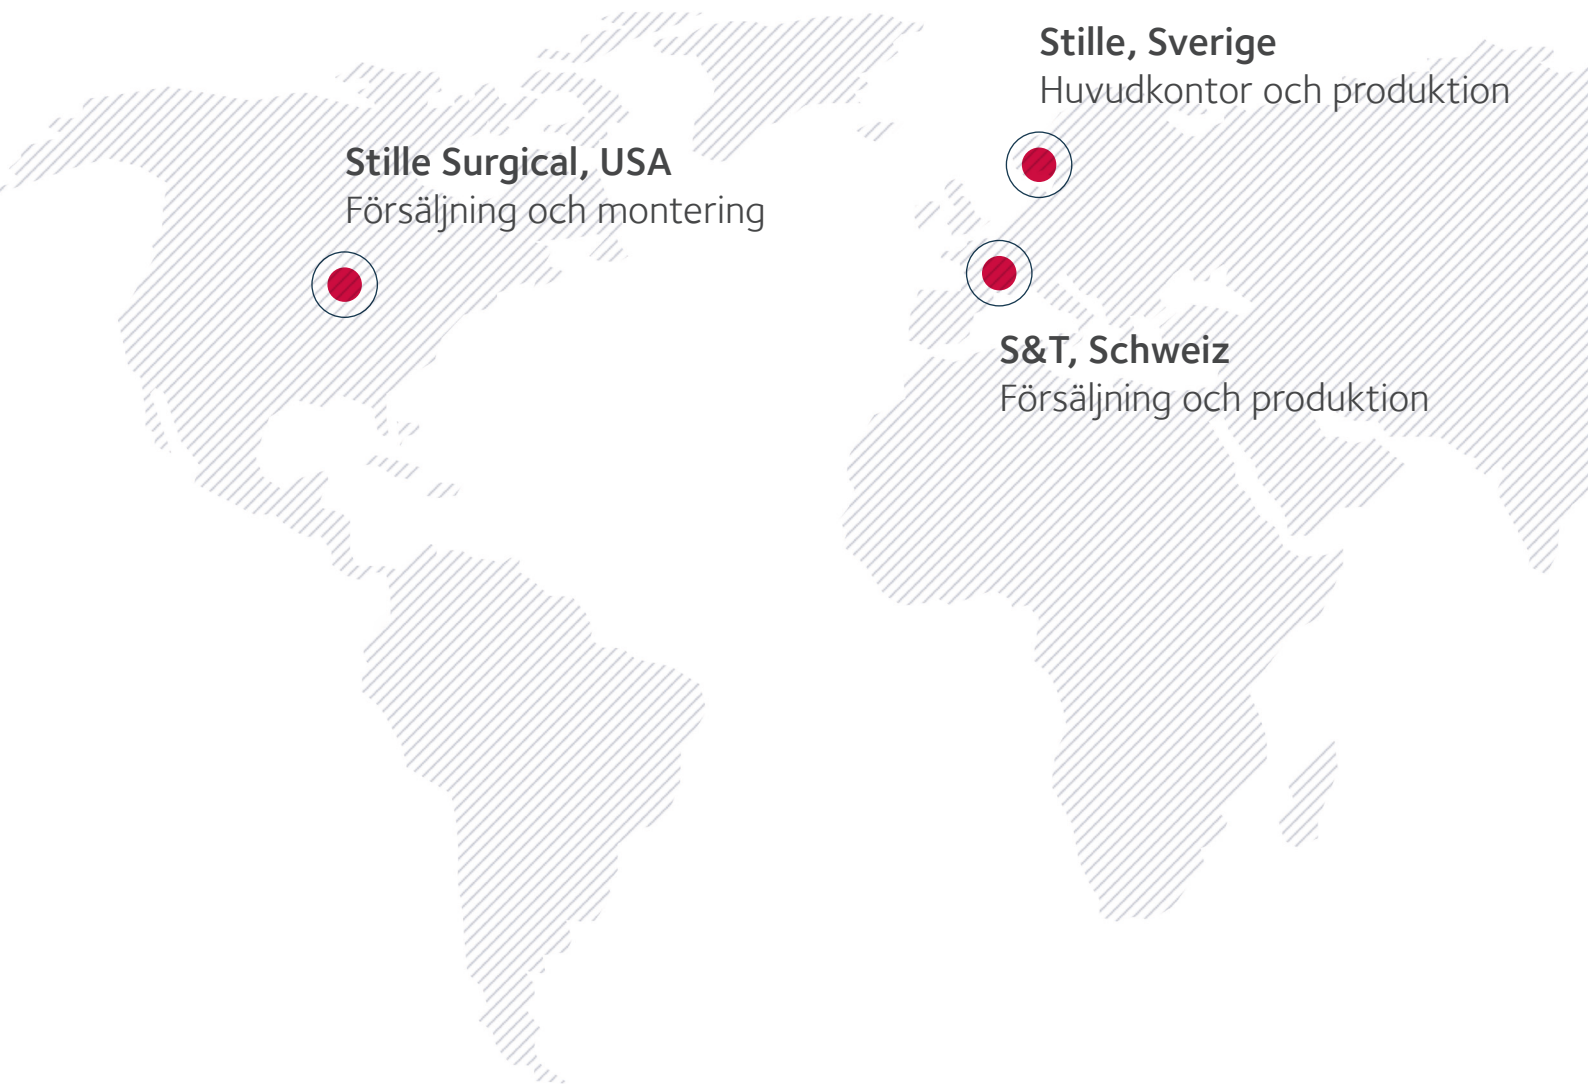 Stille, Sverige
Huvudkontor och produktion
Stille Surgical, USA
Försäljning och montering
S&T, Schweiz
Försäljning och produktion